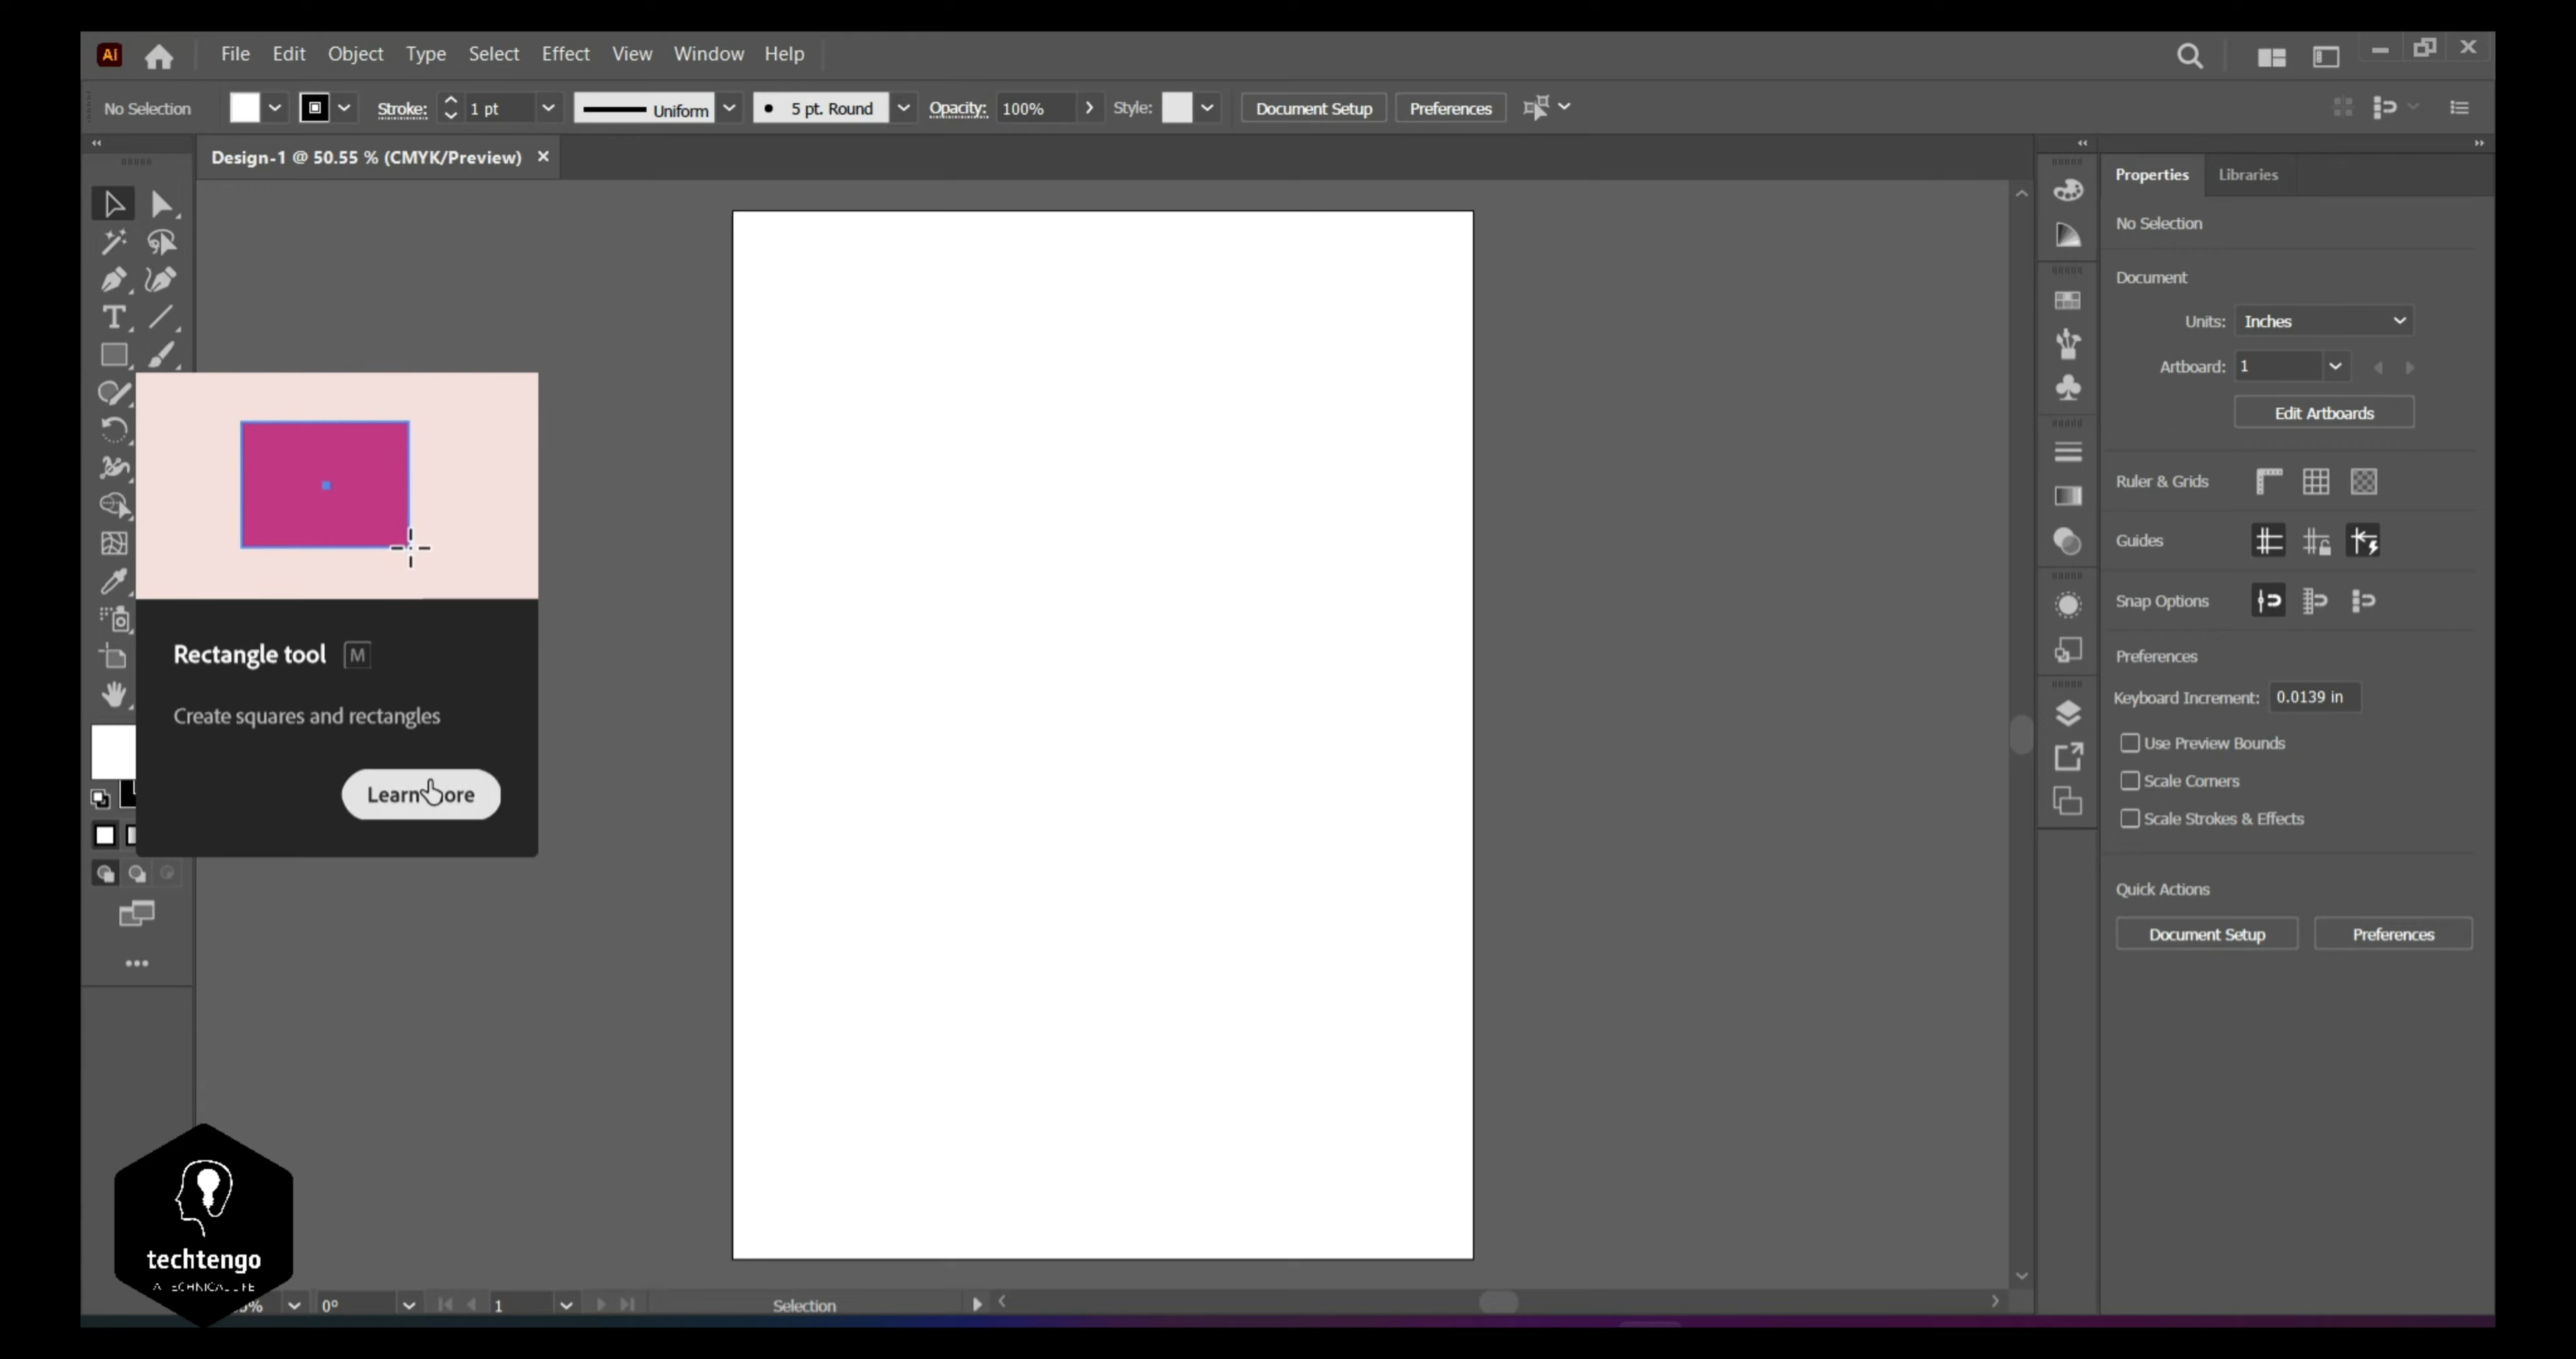 Ai File Edit Object Type Select Effect View Window Help
No Selection Stroke: 1 pt Uniform 5 pt. Round Opacity: 100% Style: Document Setup Preferences
Design-1 @ 50.55 % (CMYK/Preview)
Properties Libraries
No Selection
Document
Units: Inches
Artboard: 1
Edit Artboards
Ruler & Grids
Guides
Snap Options
Preferences
Keyboard Increment: 0.0139 in
Use Preview Bounds
Scale Corners
Scale Strokes & Effects
Quick Actions
Document Setup Preferences
Rectangle tool M
Create squares and rectangles
Learn
techtengo
0° 1 Selection